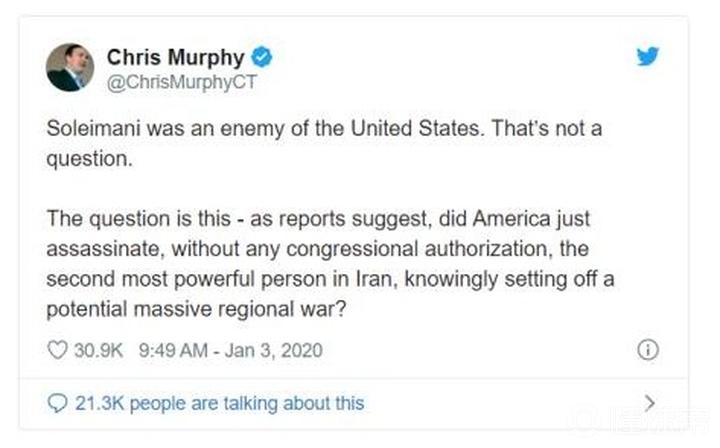 Chris Murphy
@ChrisMurphyCT
Soleimani was an enemy of the United States. That's not a
question.
The question is this - as reports suggest, did America just
assassinate, without any congressional authorization, the
second most powerful person in Iran, knowingly setting off a
potential massive regional war?
30.9K 9:49 AM - Jan 3, 2020
21.3K people are talking about this